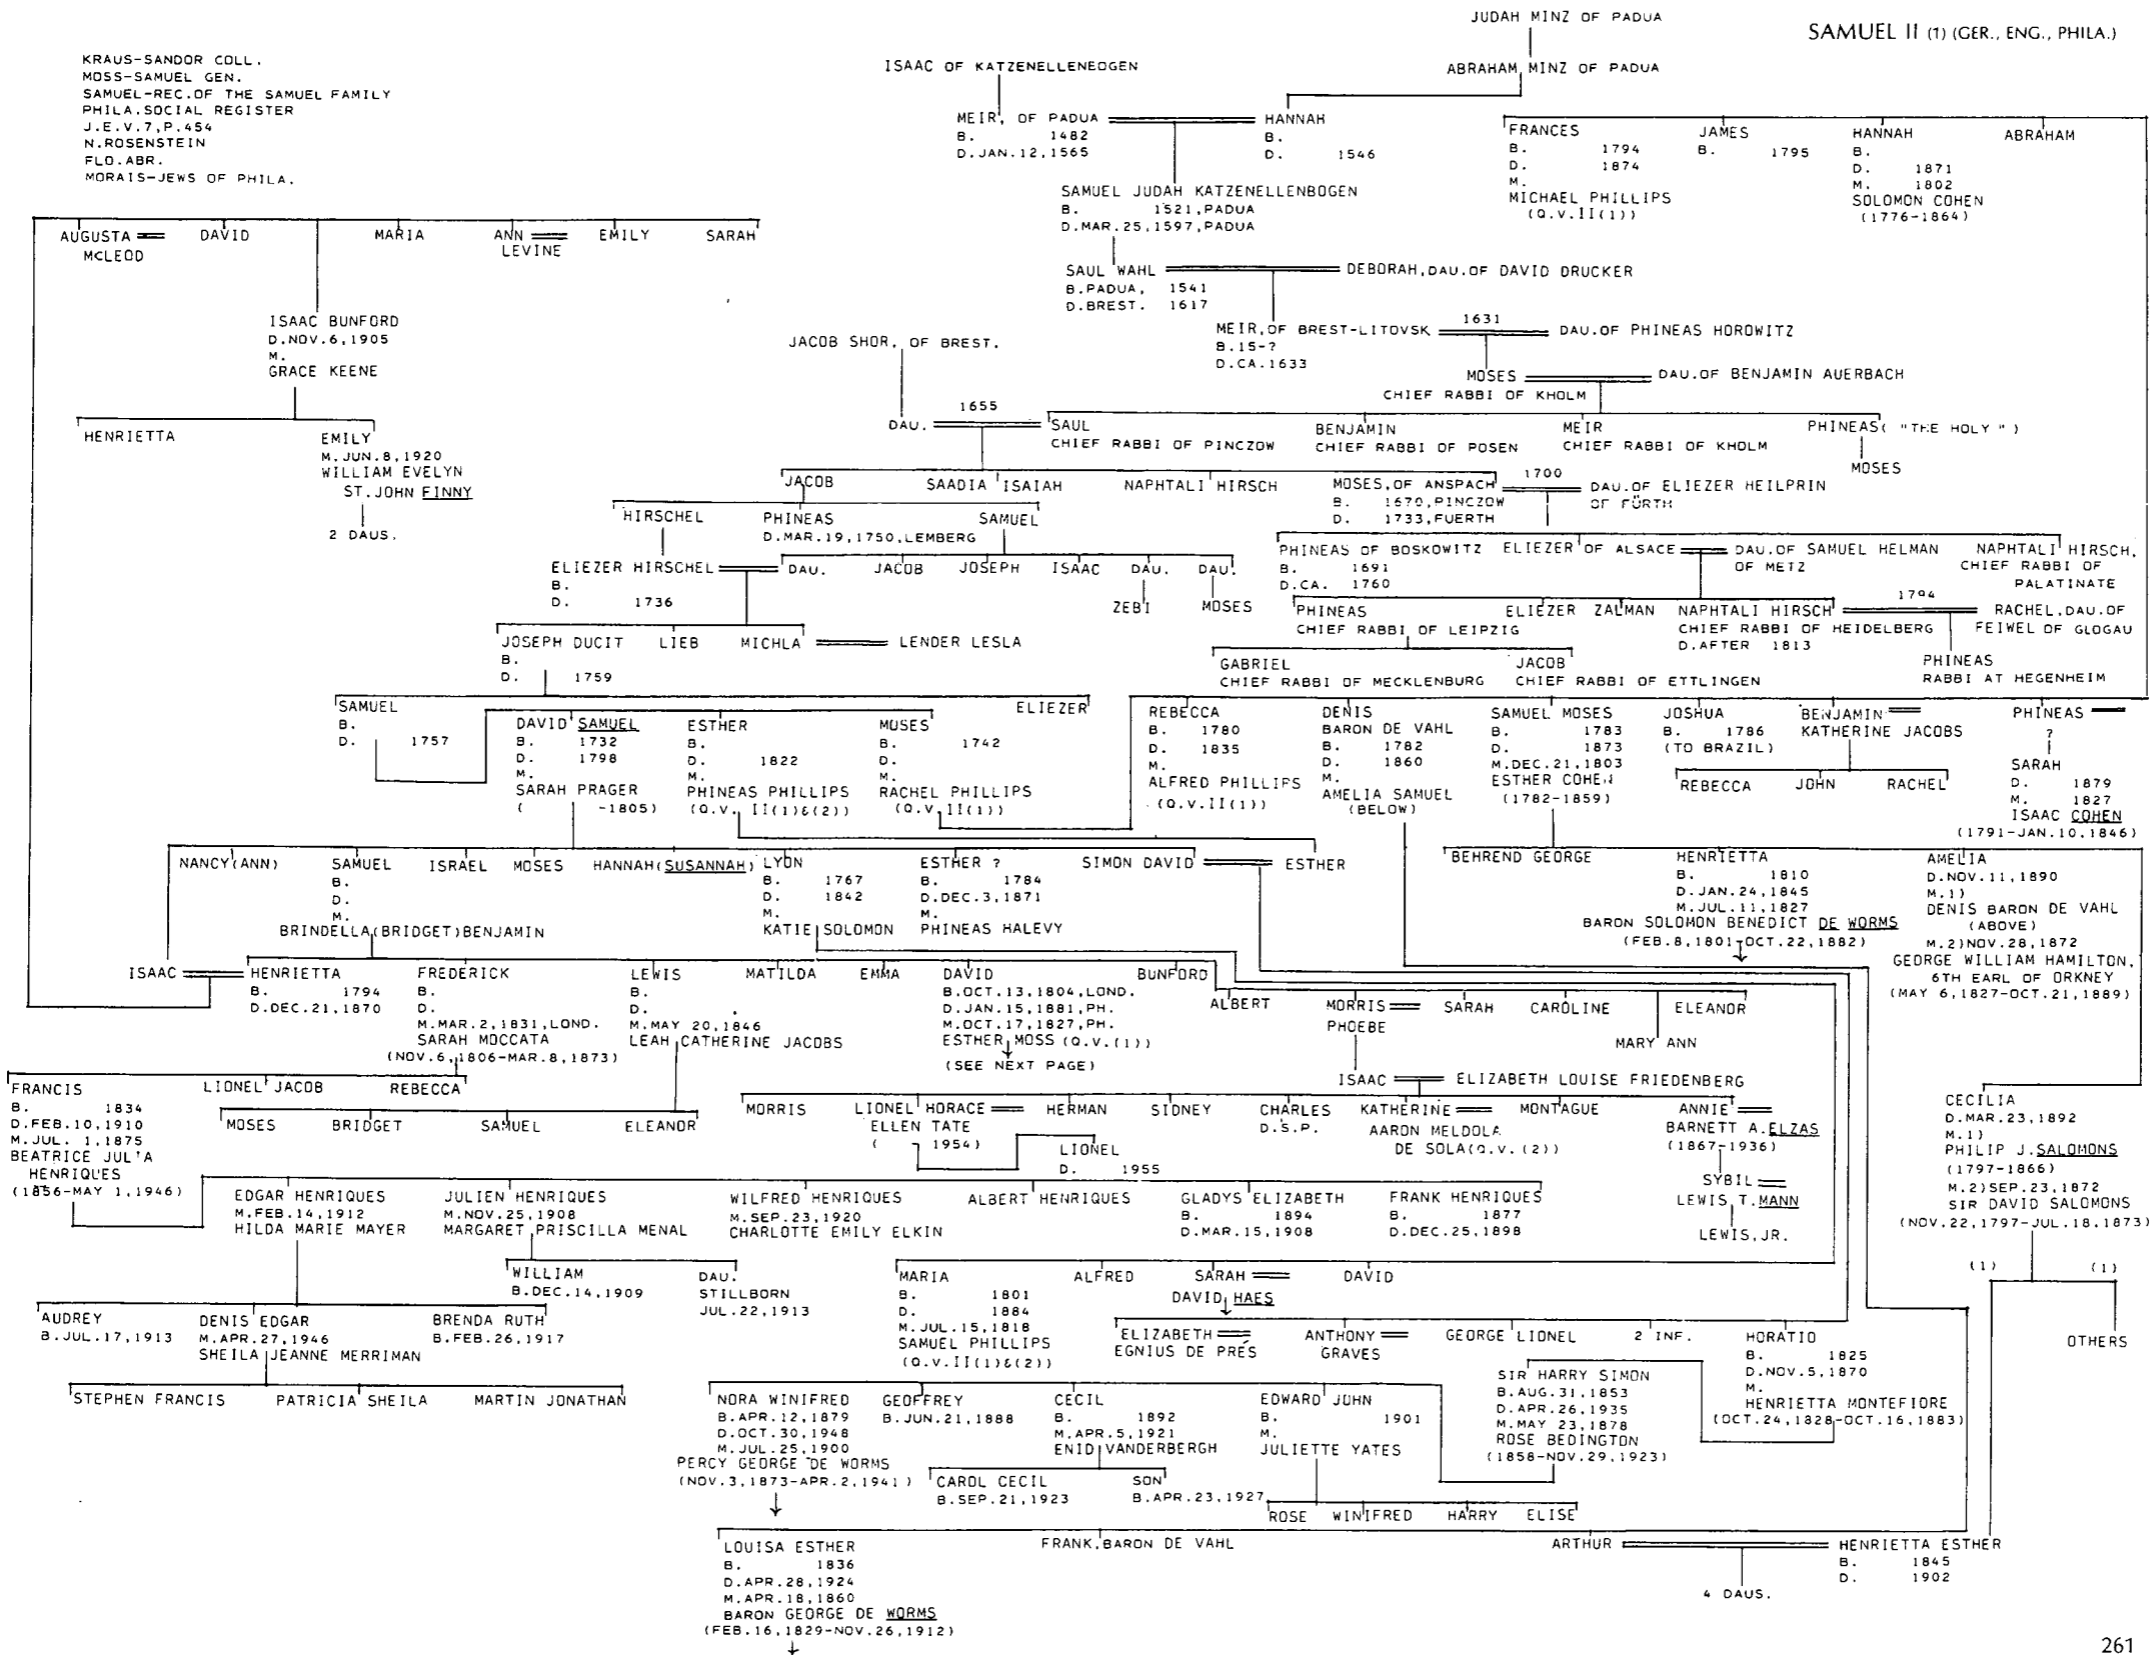 SAMUEL II (1) (GER., ENG., PHILA.)
KRAUS-SANDOR COLL.
MOSS-SAMUEL GEN.
SAMUEL-REC.OF THE SAMUEL FAMILY
PHILA.SOCIAL REGISTER
J.E.V.7,P.454
N.ROSENSTEIN
FLO.ABR.
MORAIS-JEWS OF PHILA.
JUDAH MINZ OF PADUA
ISAAC OF KATZENELLENBOGEN
ABRAHAM MINZ OF PADUA
MEIR, OF PADUA
B. 1482
D.JAN.12,1565
HANNAH
B.
D. 1546
FRANCES
B. 1794
D. 1874
M.
MICHAEL PHILLIPS
(Q.V.II(1))
JAMES
B. 1795
HANNAH
B.
D. 1871
M. 1802
SOLOMON COHEN
(1776-1864)
ABRAHAM
SAMUEL JUDAH KATZENELLENBOGEN
B. 1521,PADUA
D.MAR.25,1597,PADUA
AUGUSTA
MCLEOD
DAVID
MARIA
ANN
LEVINE
EMILY
SARAH
SAUL WAHL
B.PADUA, 1541
D.BREST. 1617
DEBORAH,DAU.OF DAVID DRUCKER
ISAAC BUNFORD
D.NOV.6,1905
M.
GRACE KEENE
JACOB SHOR, OF BREST.
MEIR,OF BREST-LITOVSK
B.15-?
D.CA.1633
1631
DAU.OF PHINEAS HOROWITZ
MOSES
CHIEF RABBI OF KHOLM
DAU.OF BENJAMIN AUERBACH
HENRIETTA
EMILY
M.JUN.8,1920
WILLIAM EVELYN
ST.JOHN FINNY
2 DAUS.
DAU.
1655
SAUL
CHIEF RABBI OF PINCZOW
BENJAMIN
CHIEF RABBI OF POSEN
MEIR
CHIEF RABBI OF KHOLM
PHINEAS( "THE HOLY")
MOSES
JACOB
SAADIA ISAIAH
NAPHTALI HIRSCH
MOSES,OF ANSPACH
B. 1670,PINCZOW
D. 1733,FUERTH
1700
DAU.OF ELIEZER HEILPRIN
OF FÜRTH
HIRSCHEL
PHINEAS
D.MAR.19,1750,LEMBERG
SAMUEL
PHINEAS OF BOSKOWITZ
B. 1691
D.CA. 1760
ELIEZER OF ALSACE
DAU.OF SAMUEL HELMAN
OF METZ
NAPHTALI HIRSCH,
CHIEF RABBI OF
PALATINATE
ELIEZER HIRSCHEL
B.
D. 1736
DAU.
JACOB
JOSEPH
ISAAC
DAU.
ZEBI
DAU.
MOSES
PHINEAS
CHIEF RABBI OF LEIPZIG
ELIEZER ZALMAN
NAPHTALI HIRSCH
CHIEF RABBI OF HEIDELBERG
D.AFTER 1813
1794
RACHEL,DAU.OF
FEIWEL OF GLOGAU
JOSEPH DUCIT
B.
D. 1759
LIEB
MICHLA
LENDER LESLA
GABRIEL
CHIEF RABBI OF MECKLENBURG
JACOB
CHIEF RABBI OF ETTLINGEN
PHINEAS
RABBI AT HEGENHEIM
SAMUEL
B.
D. 1757
ELIEZER
DAVID SAMUEL
B. 1732
D. 1798
M.
SARAH PRAGER
( -1805)
ESTHER
B.
D. 1822
M.
PHINEAS PHILLIPS
(Q.V. II(1)&(2))
MOSES
B. 1742
D.
M.
RACHEL PHILLIPS
(Q.V.II(1))
REBECCA
B. 1780
D. 1835
M.
ALFRED PHILLIPS
(Q.V.II(1))
DENIS
BARON DE VAHL
B. 1782
D. 1860
M.
AMELIA SAMUEL
(BELOW)
SAMUEL MOSES
B. 1783
D. 1873
M.DEC.21,1803
ESTHER COHEN
(1782-1859)
JOSHUA
B. 1786
(TO BRAZIL)
BENJAMIN
KATHERINE JACOBS
REBECCA
JOHN
RACHEL
PHINEAS
?
SARAH
D. 1879
M. 1827
ISAAC COHEN
(1791-JAN.10,1846)
NANCY(ANN)
SAMUEL
B.
D.
M.
BRINDELLA(BRIDGET)BENJAMIN
ISRAEL
MOSES
HANNAH(SUSANNAH)
LYON
B. 1767
D. 1842
M.
KATIE SOLOMON
ESTHER ?
B. 1784
D.DEC.3,1871
M.
PHINEAS HALEVY
SIMON DAVID
ESTHER
BEHREND GEORGE
HENRIETTA
B. 1810
D.JAN.24,1845
M.JUL.11,1827
BARON SOLOMON BENEDICT DE WORMS
(FEB.8,1801-OCT.22,1882)
AMELIA
D.NOV.11,1890
M.1)
DENIS BARON DE VAHL
(ABOVE)
M.2)NOV.28,1872
GEORGE WILLIAM HAMILTON,
6TH EARL OF ORKNEY
(MAY 6,1827-OCT.21,1889)
ISAAC
HENRIETTA
B. 1794
D.DEC.21,1870
FREDERICK
B.
D.
M.MAR.2,1831,LOND.
SARAH MOCCATA
(NOV.6,1806-MAR.8,1873)
LEWIS
B.
D.
M.MAY 20,1846
LEAH CATHERINE JACOBS
MATILDA
EMMA
DAVID
B.OCT.13,1804,LOND.
D.JAN.15,1881,PH.
M.OCT.17,1827,PH.
ESTHER MOSS (Q.V.(1))
(SEE NEXT PAGE)
BUNFORD
ALBERT
MORRIS
PHOEBE
SARAH
CAROLINE
MARY ANN
ELEANOR
FRANCIS
B. 1834
D.FEB.10,1910
M.JUL. 1,1875
BEATRICE JULIA
HENRIQUES
(1856-MAY 1,1946)
LIONEL JACOB
REBECCA
MOSES
BRIDGET
SAMUEL
ELEANOR
ISAAC
ELIZABETH LOUISE FRIEDENBERG
MORRIS
LIONEL HORACE
ELLEN TATE
( 1954)
LIONEL
D. 1955
HERMAN
SIDNEY
CHARLES
D.S.P.
KATHERINE
AARON MELDOLA
DE SOLA(Q.V.(2))
MONTAGUE
ANNIE
BARNETT A.ELZAS
(1867-1936)
SYBIL
LEWIS T.MANN
LEWIS,JR.
CECILIA
D.MAR.23,1892
M.1)
PHILIP J.SALOMONS
(1797-1866)
M.2)SEP.23,1872
SIR DAVID SALOMONS
(NOV.22,1797-JUL.18,1873)
(1)
(1)
OTHERS
EDGAR HENRIQUES
M.FEB.14,1912
HILDA MARIE MAYER
JULIEN HENRIQUES
M.NOV.25,1908
MARGARET PRISCILLA MENAL
WILFRED HENRIQUES
M.SEP.23,1920
CHARLOTTE EMILY ELKIN
ALBERT HENRIQUES
GLADYS ELIZABETH
B. 1894
D.MAR.15,1908
FRANK HENRIQUES
B. 1877
D.DEC.25,1898
WILLIAM
B.DEC.14,1909
DAU.
STILLBORN
JUL.22,1913
MARIA
B. 1801
D. 1884
M.JUL.15,1818
SAMUEL PHILLIPS
(Q.V.II(1)&(2))
ALFRED
SARAH
DAVID HAES
DAVID
AUDREY
B.JUL.17,1913
DENIS EDGAR
M.APR.27,1946
SHEILA JEANNE MERRIMAN
BRENDA RUTH
B.FEB.26,1917
ELIZABETH
EGNIUS DE PRÉS
ANTHONY
GRAVES
GEORGE LIONEL
2 INF.
HORATIO
B. 1825
D.NOV.5,1870
M.
HENRIETTA MONTEFIORE
(OCT.24,1828-OCT.16,1883)
STEPHEN FRANCIS
PATRICIA SHEILA
MARTIN JONATHAN
NORA WINIFRED
B.APR.12,1879
D.OCT.30,1948
M.JUL.25,1900
PERCY GEORGE DE WORMS
(NOV.3,1873-APR.2,1941)
GEOFFREY
B.JUN.21,1888
CECIL
B. 1892
M.APR.5,1921
ENID VANDERBERGH
EDWARD JOHN
B. 1901
M.
JULIETTE YATES
SIR HARRY SIMON
B.AUG.31,1853
D.APR.26,1935
M.MAY 23,1878
ROSE BEDINGTON
(1858-NOV.29,1923)
CAROL CECIL
B.SEP.21,1923
SON
B.APR.23,1927
ROSE
WINIFRED
HARRY
ELISE
LOUISA ESTHER
B. 1836
D.APR.28,1924
M.APR.18,1860
BARON GEORGE DE WORMS
(FEB.16,1829-NOV.26,1912)
FRANK,BARON DE VAHL
ARTHUR
HENRIETTA ESTHER
B. 1845
D. 1902
4 DAUS.
261